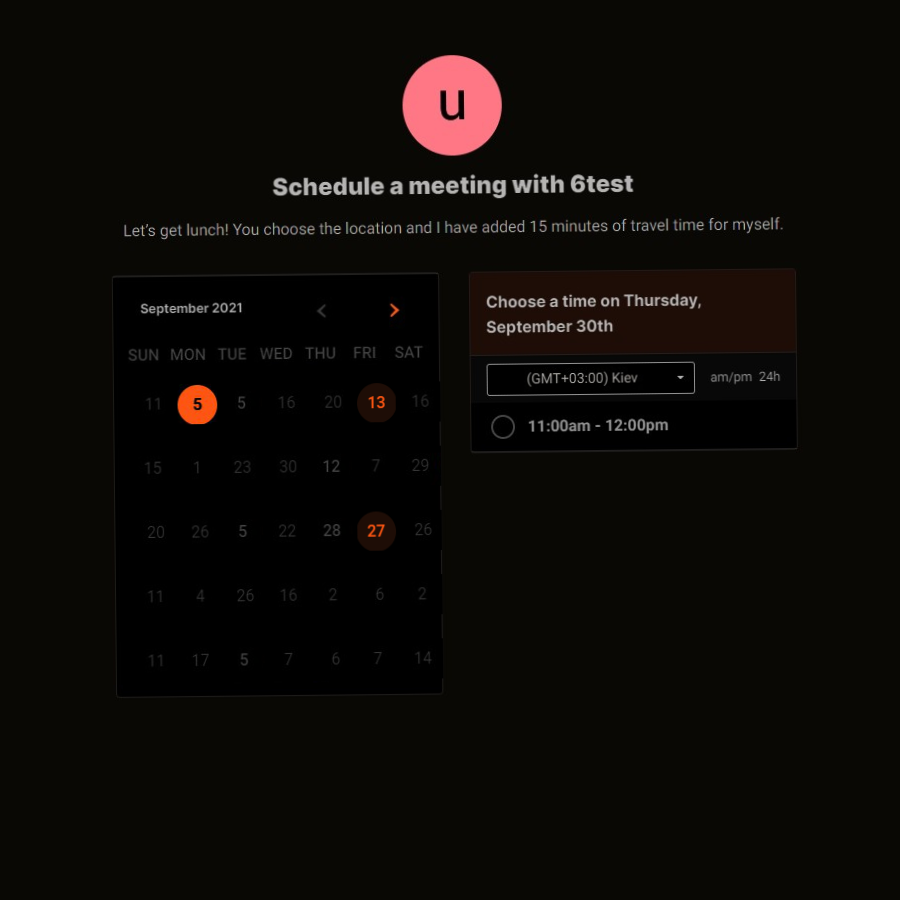 u
Schedule a meeting with 6test
Let's get lunch! You choose the location and I have added 15 minutes of travel time for myself.
September 2021
SUN MON TUE WED THU FRI SAT
11 5 5 16 20 13 16
15 1 23 30 12 7 29
20 26 5 22 28 27 26
11 4 26 16 2 6 2
11 17 5 7 6 7 14
Choose a time on Thursday,
September 30th
(GMT+03:00) Kiev am/pm 24h
11:00am - 12:00pm